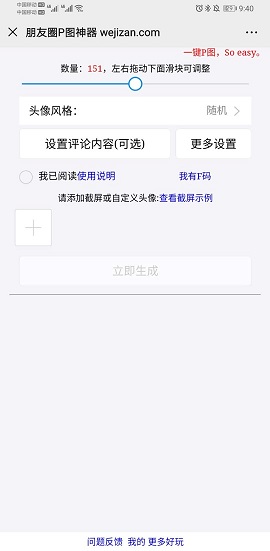 中国移动 HD
中国移动 HD
9:40
朋友圈P图神器 wejizan.com
一键P图，So easy。
数量：151，左右拖动下面滑块可调整
头像风格： 随机
设置评论内容(可选) 更多设置
我已阅读使用说明 我有F码
请添加截屏或自定义头像:查看截屏示例
立即生成
问题反馈 我的 更多好玩